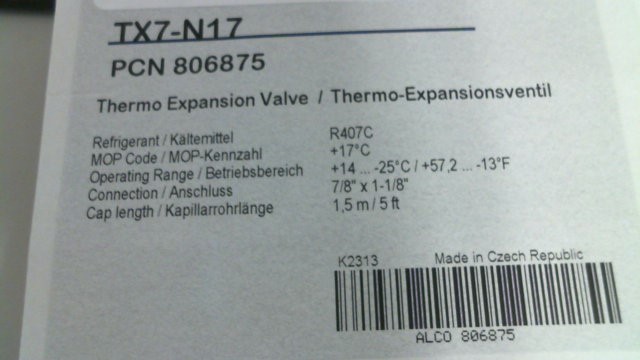 TX7-N17
PCN 806875
Thermo Expansion Valve / Thermo-Expansionsventil
Refrigerant / Kältemittel R407C
MOP Code / MOP-Kennzahl +17°C
Operating Range / Betriebsbereich +14 ... -25°C / +57,2 ... -13°F
Connection / Anschluss 7/8" x 1-1/8"
Cap length / Kapillarrohrlänge 1,5 m / 5 ft
K2313 Made in Czech Republic
ALCO 806875